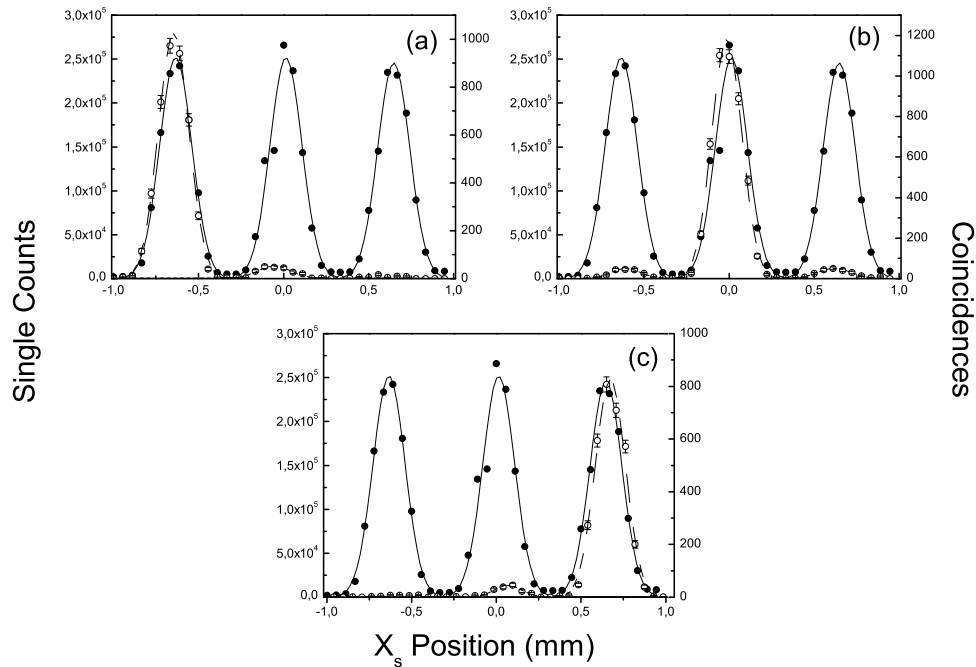 3,0x10⁵
2,5x10⁵
2,0x10⁵
1,5x10⁵
1,0x10⁵
5,0x10⁴
0,0
-1,0 -0,5 0,0 0,5 1,0
1000
800
600
400
200
0
(a)
3,0x10⁵
2,5x10⁵
2,0x10⁵
1,5x10⁵
1,0x10⁵
5,0x10⁴
0,0
-1,0 -0,5 0,0 0,5 1,0
1200
1000
800
600
400
200
0
(b)
Single Counts
Coincidences
3,0x10⁵
2,5x10⁵
2,0x10⁵
1,5x10⁵
1,0x10⁵
5,0x10⁴
0,0
-1,0 -0,5 0,0 0,5 1,0
1000
800
600
400
200
0
(c)
Xₛ Position (mm)